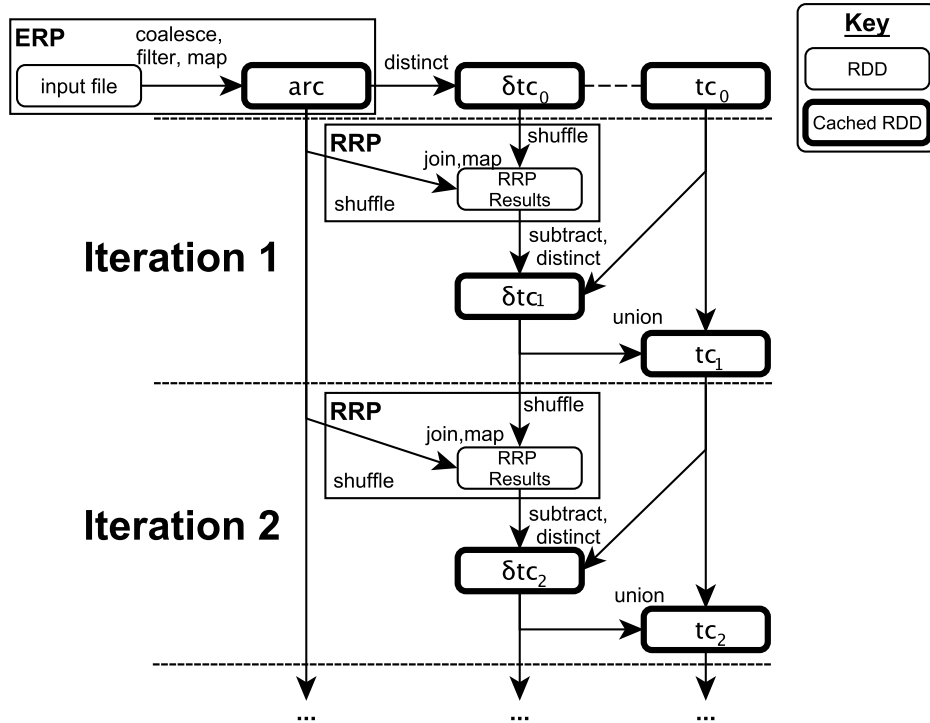 ERP
coalesce,
filter, map
input file
arc
distinct
δtc₀
tc₀
Key
RDD
Cached RDD
RRP
shuffle
join,map
RRP
Results
shuffle
Iteration 1
subtract,
distinct
δtc₁
union
tc₁
RRP
shuffle
join,map
RRP
Results
shuffle
Iteration 2
subtract,
distinct
δtc₂
union
tc₂
... ... ...